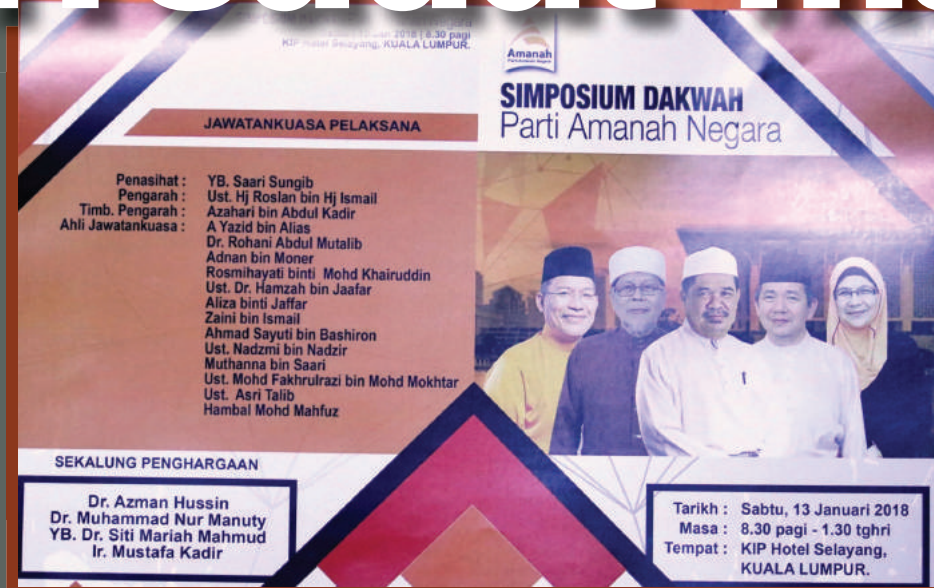 8.30 pagi
KIP Hotel Selayang, KUALA LUMPUR.
Amanah
SIMPOSIUM DAKWAH
Parti Amanah Negara
JAWATANKUASA PELAKSANA
Penasihat : YB. Saari Sungib
Pengarah : Ust. Hj Roslan bin Hj Ismail
Timb. Pengarah : Azahari bin Abdul Kadir
Ahli Jawatankuasa : A Yazid bin Alias
Dr. Rohani Abdul Mutalib
Adnan bin Moner
Rosmihayati binti Mohd Khairuddin
Ust. Dr. Hamzah bin Jaafar
Aliza binti Jaffar
Zaini bin Ismail
Ahmad Sayuti bin Bashiron
Ust. Nadzmi bin Nadzir
Muthanna bin Saari
Ust. Mohd Fakhrulrazi bin Mohd Mokhtar
Ust. Asri Talib
Hambal Mohd Mahfuz
SEKALUNG PENGHARGAAN
Dr. Azman Hussin
Dr. Muhammad Nur Manuty
YB. Dr. Siti Mariah Mahmud
Ir. Mustafa Kadir
Tarikh : Sabtu, 13 Januari 2018
Masa : 8.30 pagi - 1.30 tghri
Tempat : KIP Hotel Selayang,
KUALA LUMPUR.